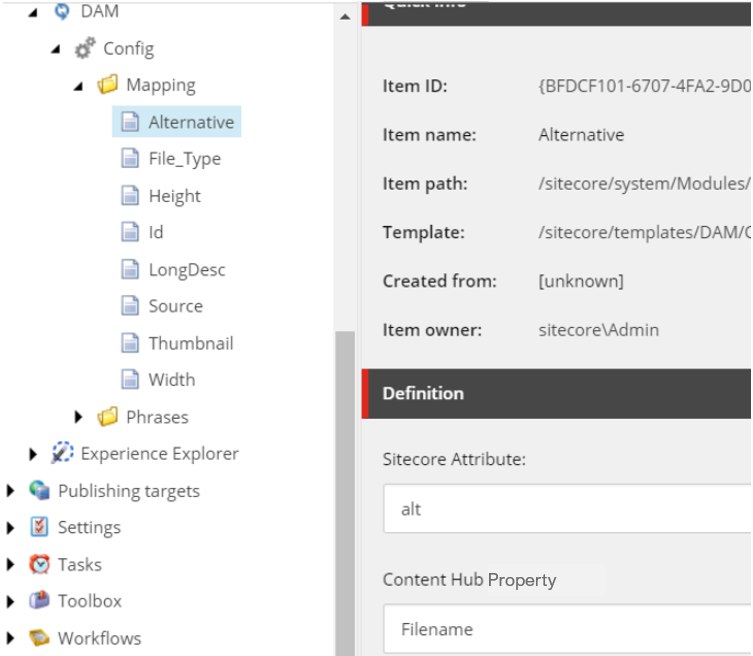 DAM
Config
Mapping
Alternative
File_Type
Height
Id
LongDesc
Source
Thumbnail
Width
Phrases
Experience Explorer
Publishing targets
Settings
Tasks
Toolbox
Workflows
Quick Info
Item ID: {BFDCF101-6707-4FA2-9D0
Item name: Alternative
Item path: /sitecore/system/Modules/
Template: /sitecore/templates/DAM/
Created from: [unknown]
Item owner: sitecore\Admin
Definition
Sitecore Attribute:
alt
Content Hub Property
Filename